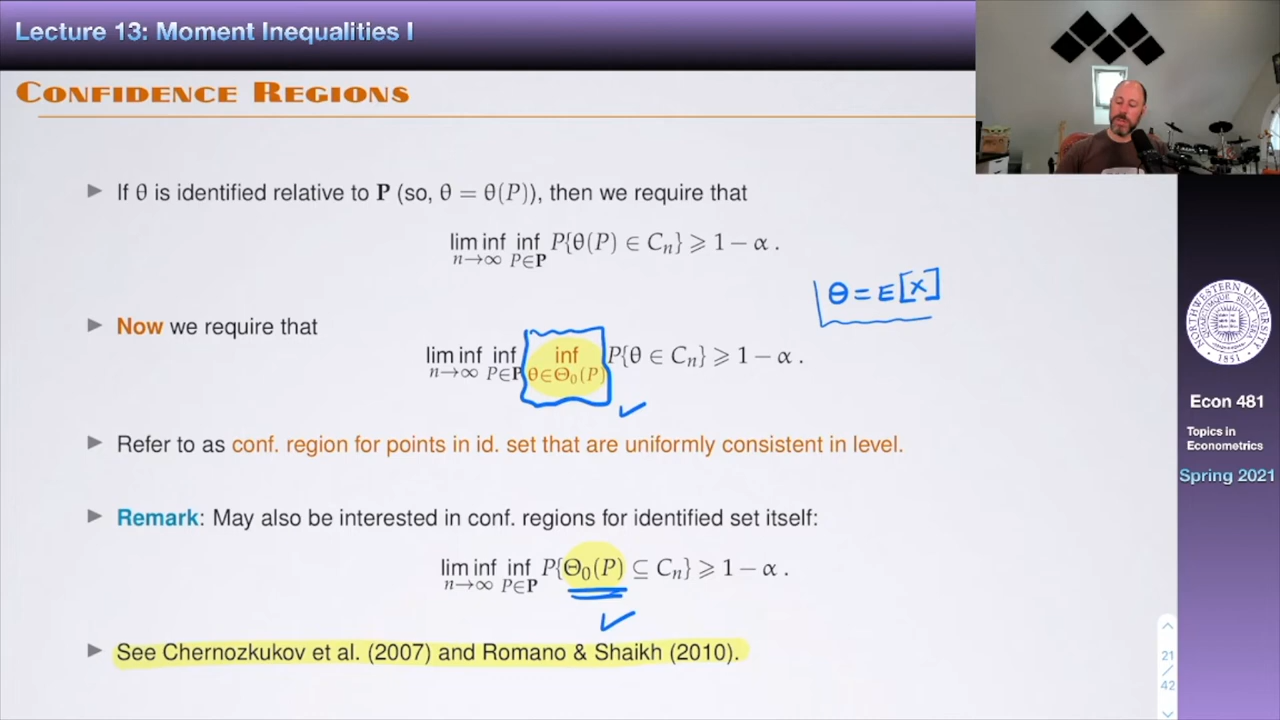 Lecture 13: Moment Inequalities I
CONFIDENCE REGIONS
▶ If θ is identified relative to P (so, θ = θ(P)), then we require that
lim inf inf P{θ(P) ∈ Cₙ} ⩾ 1 − α .
n→∞ P∈P
θ = E[X]
▶ Now we require that
lim inf inf inf P{θ ∈ Cₙ} ⩾ 1 − α .
n→∞ P∈P θ∈Θ₀(P)
▶ Refer to as conf. region for points in id. set that are uniformly consistent in level.
▶ Remark: May also be interested in conf. regions for identified set itself:
lim inf inf P{Θ₀(P) ⊆ Cₙ} ⩾ 1 − α .
n→∞ P∈P
▶ See Chernozkukov et al. (2007) and Romano & Shaikh (2010).
NORTHWESTERN UNIVERSITY
1851
Econ 481
Topics in
Econometrics
Spring 2021
21
/
42